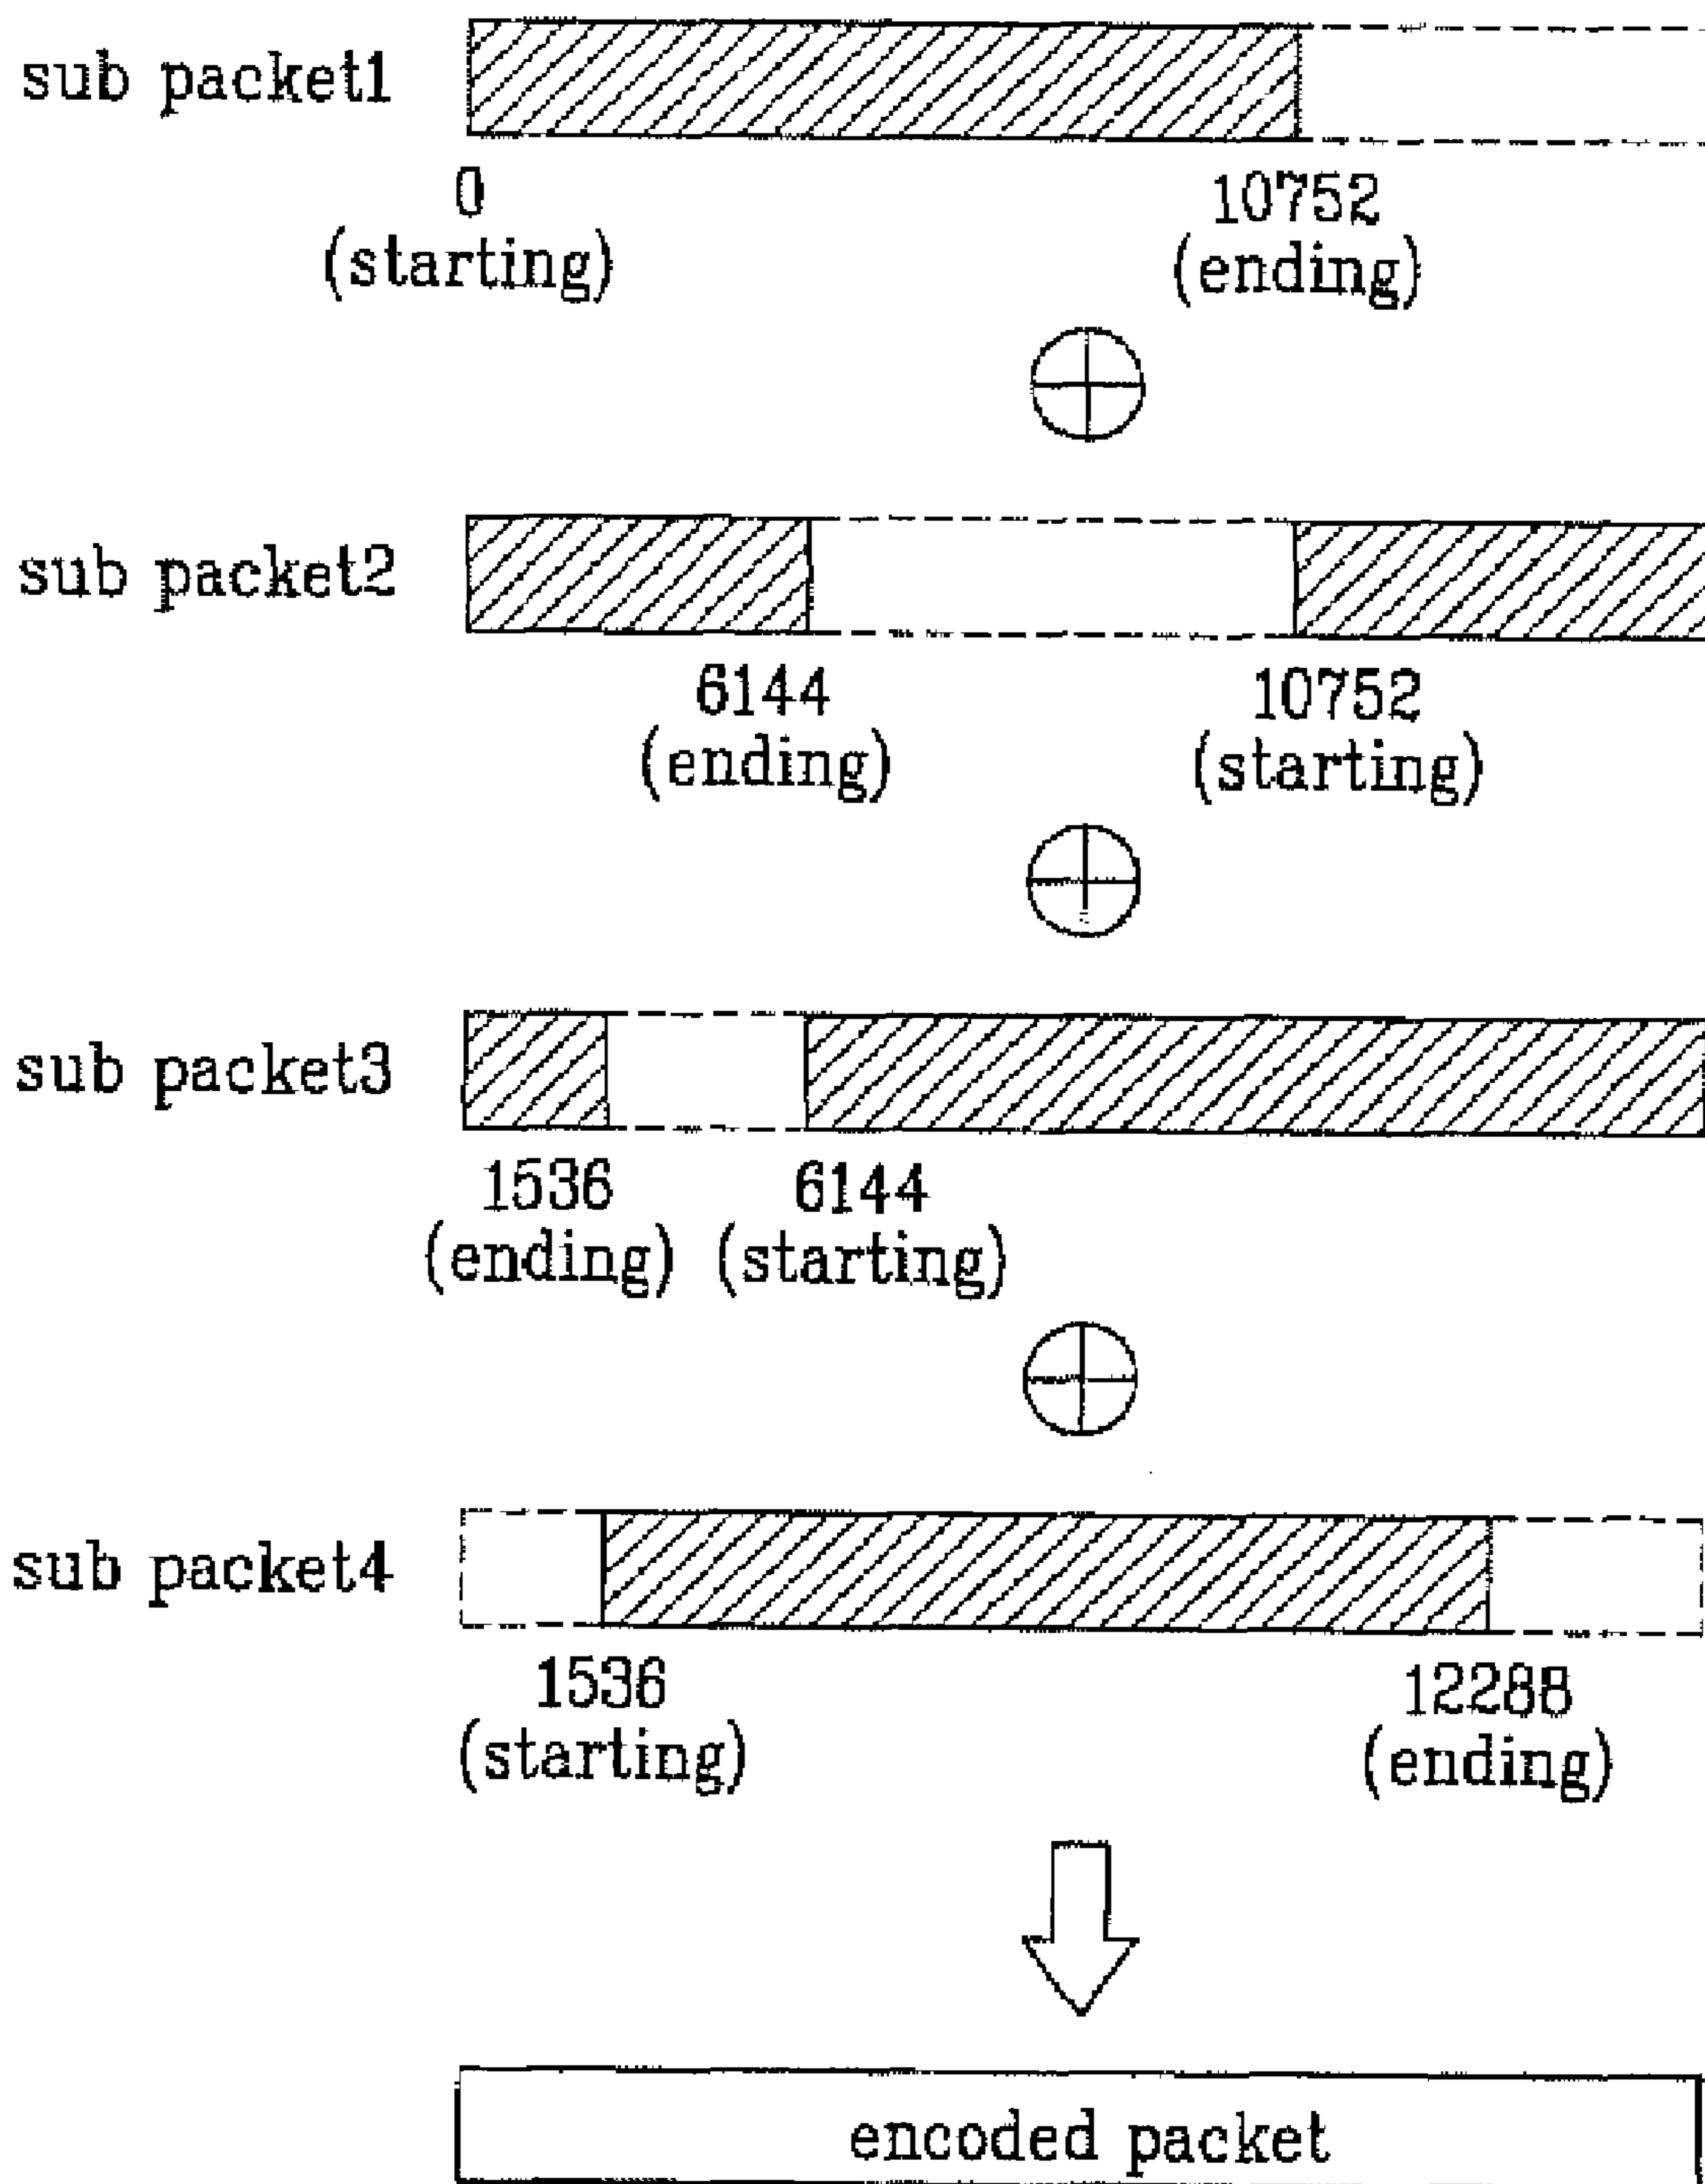 sub packet1
0
(starting)
10752
(ending)
sub packet2
6144
(ending)
10752
(starting)
sub packet3
1536
(ending)
6144
(starting)
sub packet4
1536
(starting)
12288
(ending)
encoded packet